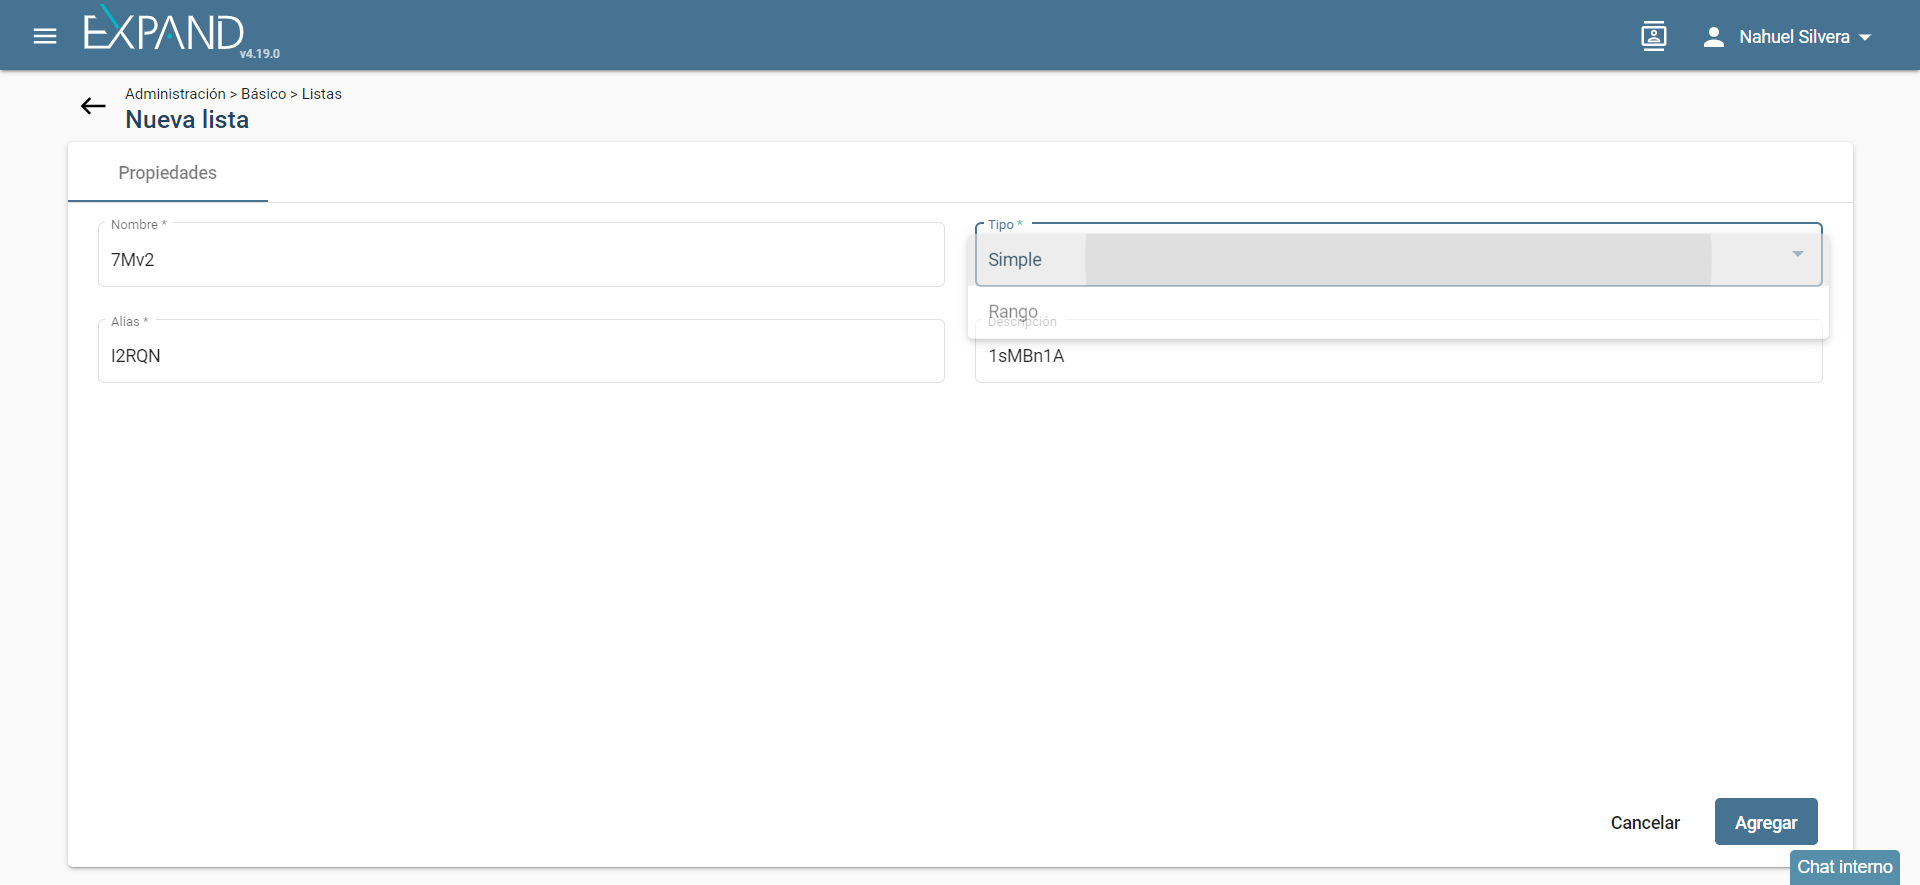 EXPAND
v4.19.0
Nahuel Silvera
Administración > Básico > Listas
Nueva lista
Propiedades
Nombre *
7Mv2
Tipo *
Simple
Rango
Alias *
I2RQN
Descripción
1sMBn1A
Cancelar
Agregar
Chat interno